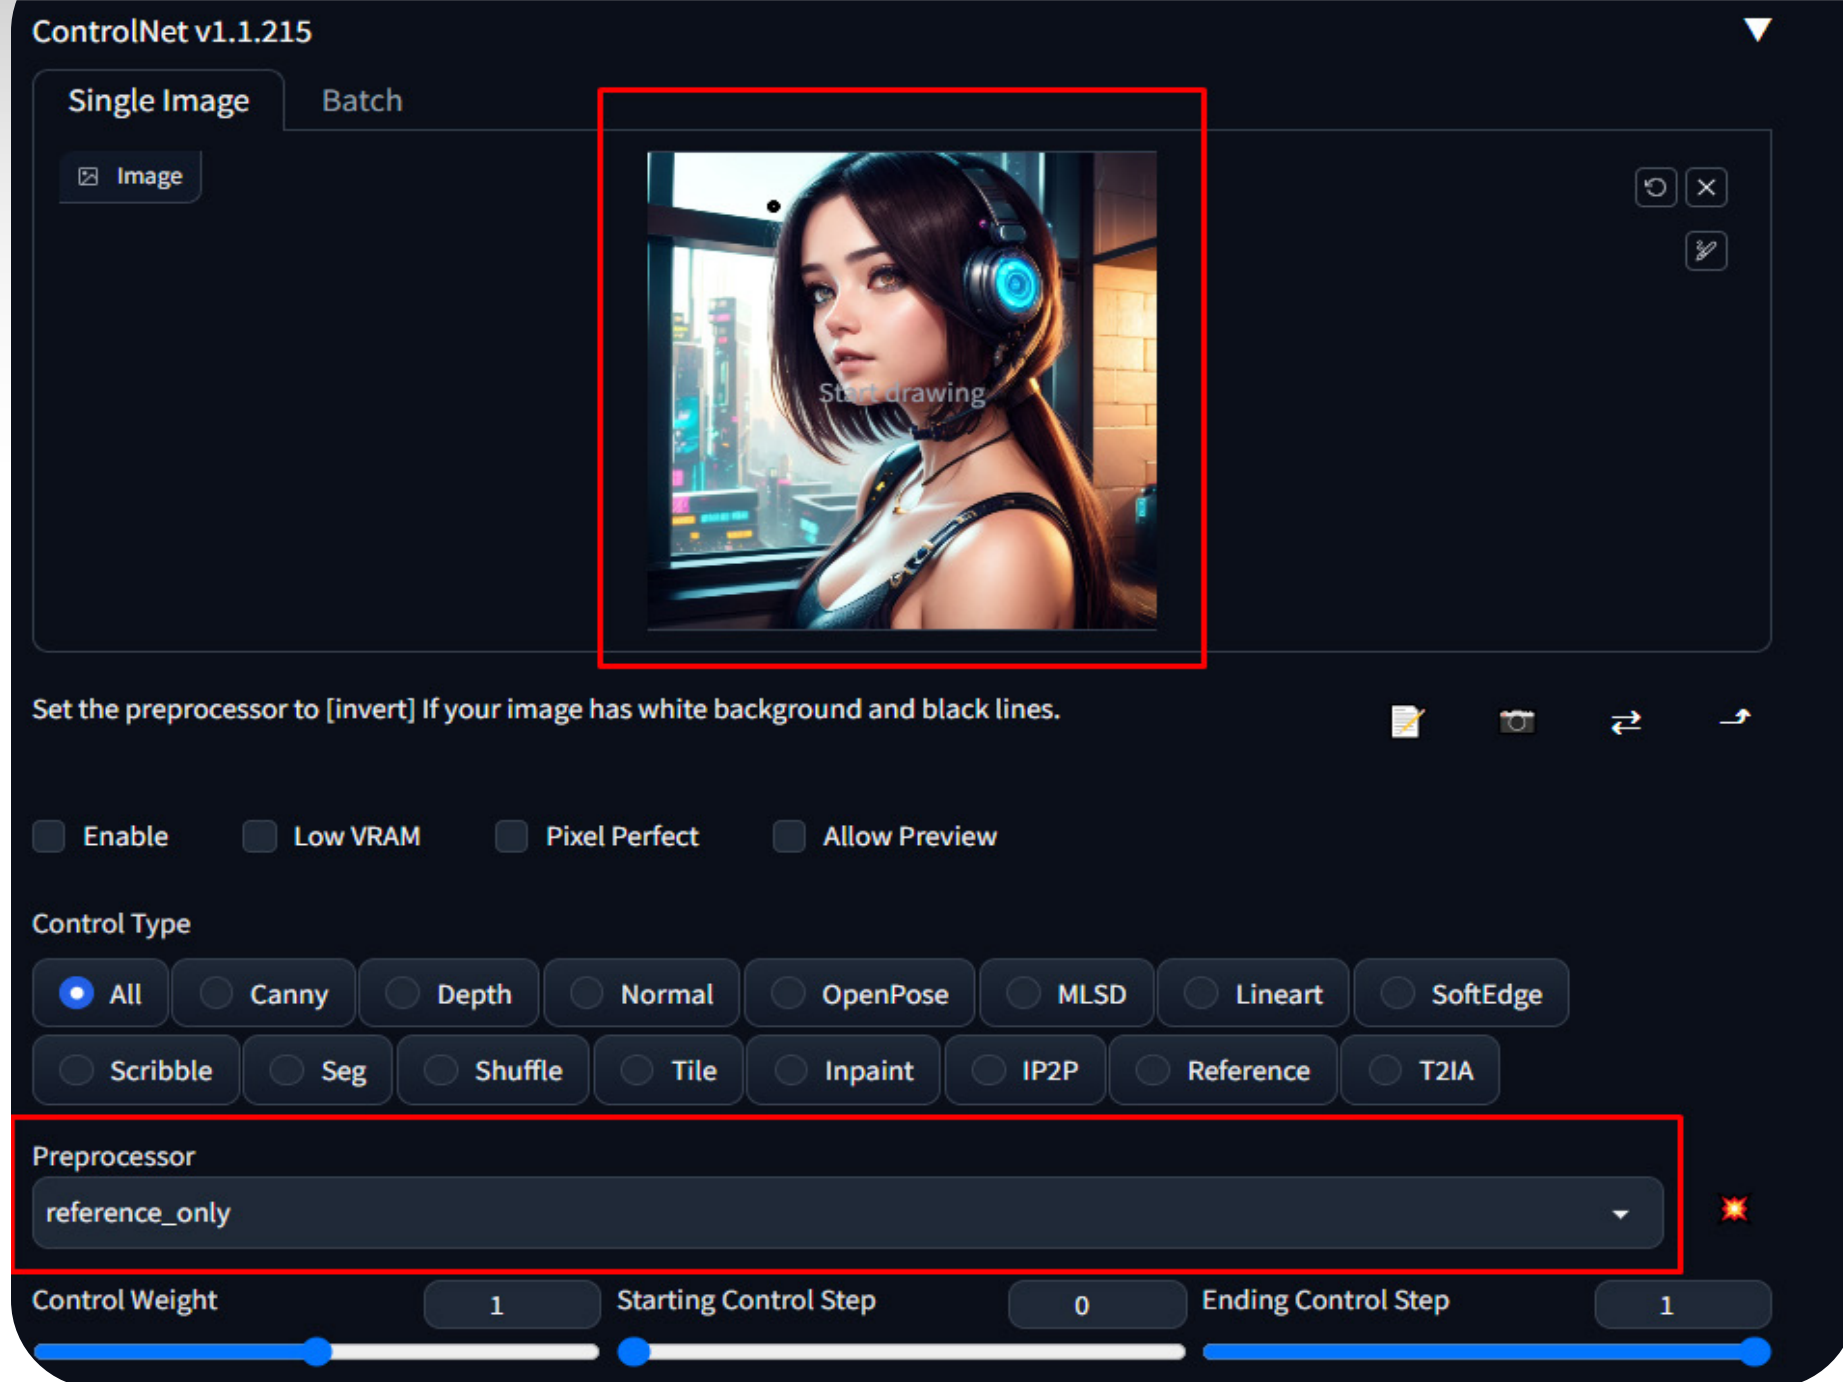 ControlNet v1.1.215
Single Image Batch
Image
Start drawing
Set the preprocessor to [invert] If your image has white background and black lines.
Enable Low VRAM Pixel Perfect Allow Preview
Control Type
All Canny Depth Normal OpenPose MLSD Lineart SoftEdge
Scribble Seg Shuffle Tile Inpaint IP2P Reference T2IA
Preprocessor
reference_only
Control Weight 1 Starting Control Step 0 Ending Control Step 1